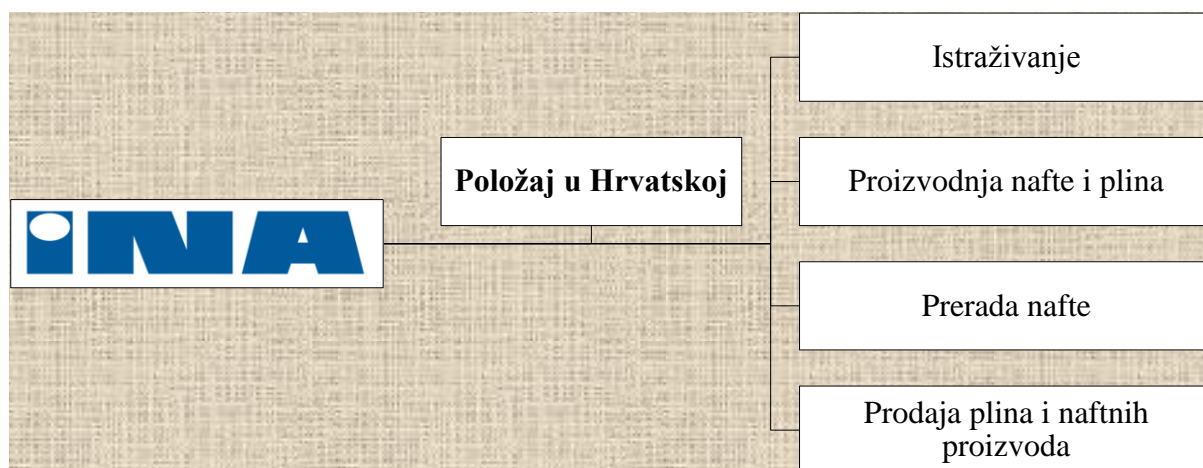 iNA
Položaj u Hrvatskoj
Istraživanje
Proizvodnja nafte i plina
Prerada nafte
Prodaja plina i naftnih
proizvoda